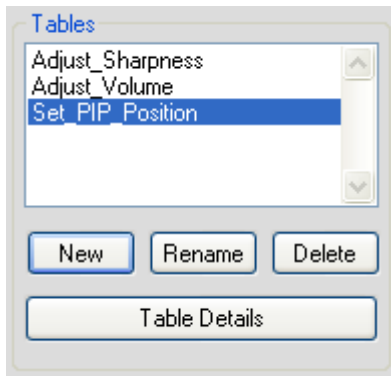 Tables
Adjust_Sharpness
Adjust_Volume
Set_PIP_Position
New Rename Delete
Table Details